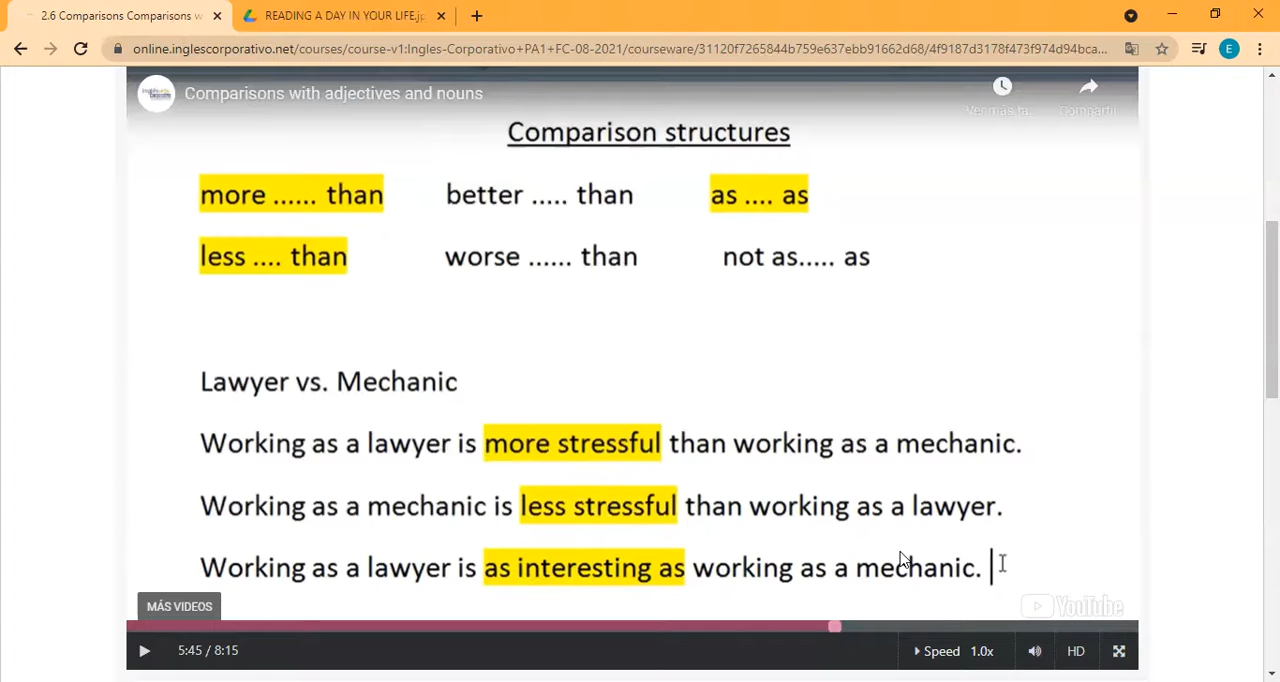 2.6 Comparisons Comparisons w
READING A DAY IN YOUR LIFE.jp
online.inglescorporativo.net/courses/course-v1:Ingles-Corporativo+PA1+FC-08-2021/courseware/31120f7265844b759e637ebb91662d68/4f9187d3178f473f974d94bca...
E
Comparisons with adjectives and nouns
Ver más ta...
Compartir
Comparison structures
more ...... than better ..... than as .... as
less .... than worse ...... than not as..... as
Lawyer vs. Mechanic
Working as a lawyer is more stressful than working as a mechanic.
Working as a mechanic is less stressful than working as a lawyer.
Working as a lawyer is as interesting as working as a mechanic.
MÁS VIDEOS
YouTube
5:45 / 8:15
Speed 1.0x
HD